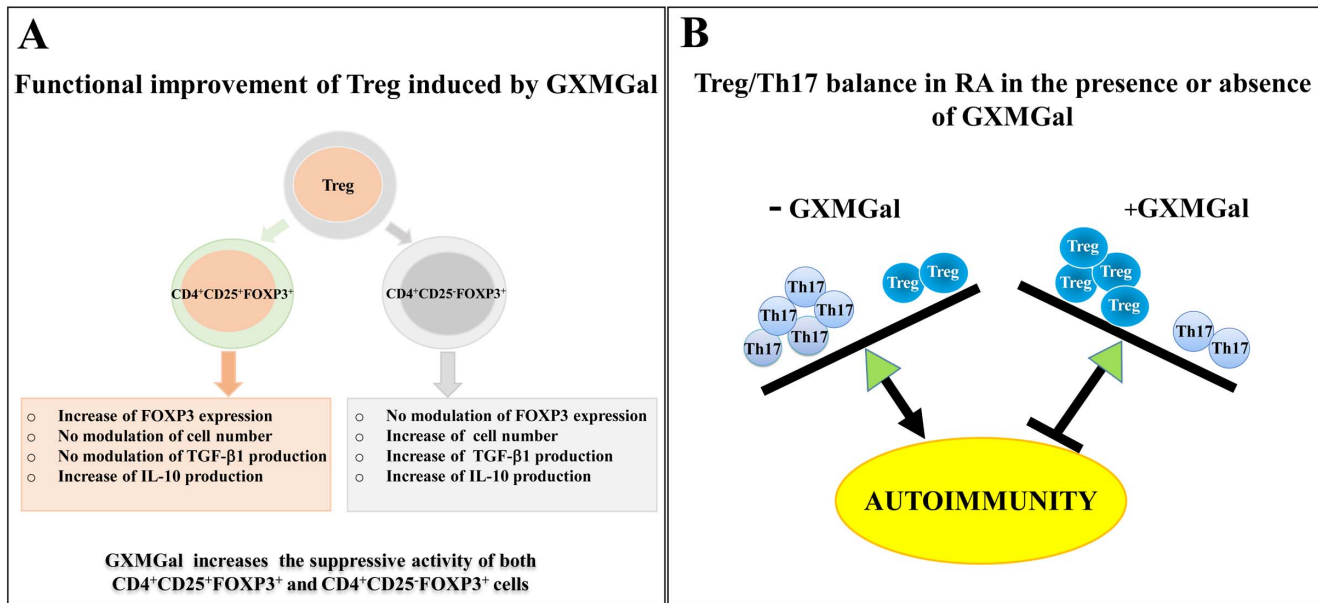 A
Functional improvement of Treg induced by GXMGal
Treg
CD4⁺CD25⁺FOXP3⁺
CD4⁺CD25⁻FOXP3⁺
o Increase of FOXP3 expression
o No modulation of cell number
o No modulation of TGF-β1 production
o Increase of IL-10 production
o No modulation of FOXP3 expression
o Increase of cell number
o Increase of TGF-β1 production
o Increase of IL-10 production
GXMGal increases the suppressive activity of both
CD4⁺CD25⁺FOXP3⁺ and CD4⁺CD25⁻FOXP3⁺ cells
B
Treg/Th17 balance in RA in the presence or absence
of GXMGal
- GXMGal
Treg
Treg
Th17
Th17
Th17
Th17
Th17
+GXMGal
Treg
Treg
Treg
Treg
Th17
Th17
AUTOIMMUNITY